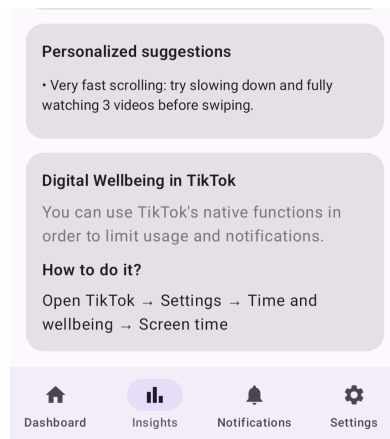 Personalized suggestions
• Very fast scrolling: try slowing down and fully
watching 3 videos before swiping.
Digital Wellbeing in TikTok
You can use TikTok's native functions in
order to limit usage and notifications.
How to do it?
Open TikTok → Settings → Time and
wellbeing → Screen time
Dashboard
Insights
Notifications
Settings